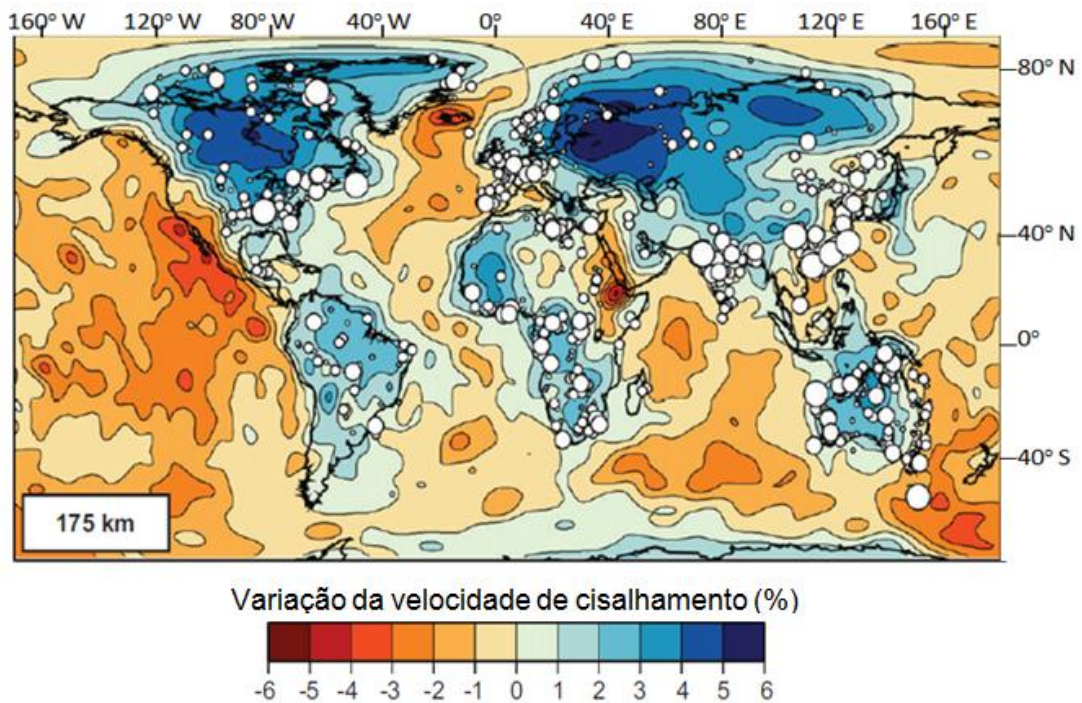 160° W 120° W 80° W 40° W 0° 40° E 80° E 120° E 160° E
80° N
40° N
0°
40° S
175 km
Variação da velocidade de cisalhamento (%)
-6 -5 -4 -3 -2 -1 0 1 2 3 4 5 6